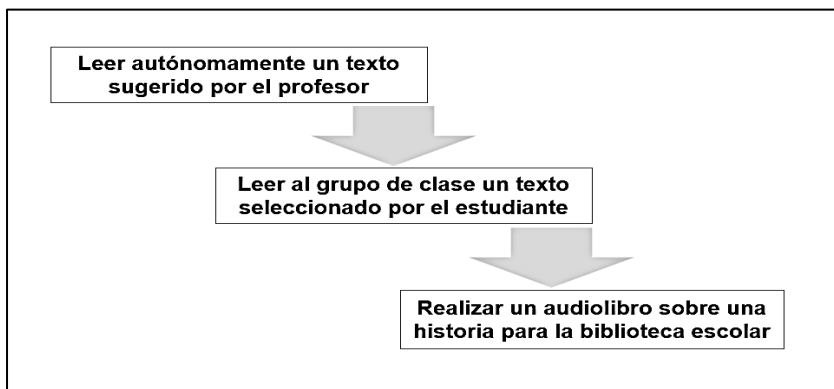 Leer autónomamente un texto
sugerido por el profesor
Leer al grupo de clase un texto
seleccionado por el estudiante
Realizar un audiolibro sobre una
historia para la biblioteca escolar